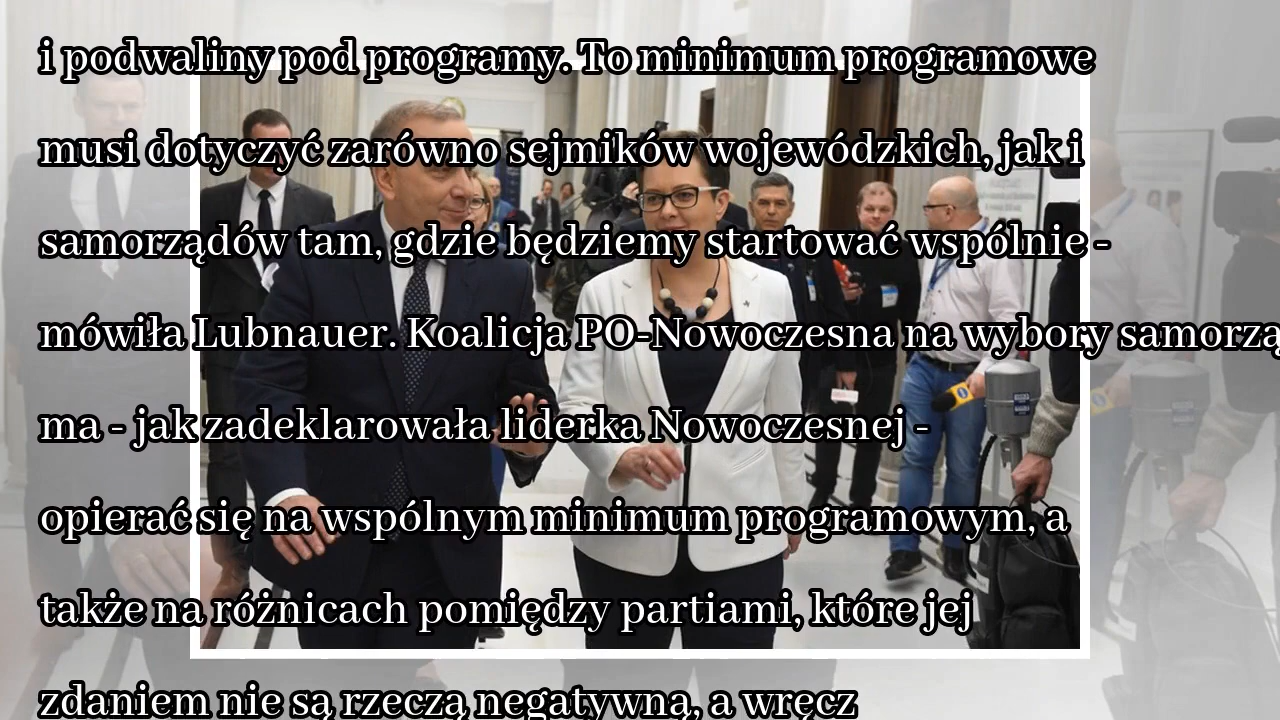 i podwaliny pod programy. To minimum programowe
musi dotyczyć zarówno sejmików wojewódzkich, jak i
samorządów tam, gdzie będziemy startować wspólnie -
mówiła Lubnauer. Koalicja PO-Nowoczesna na wybory
ma - jak zadeklarowała liderka Nowoczesnej -
opierać się na wspólnym minimum programowym, a
także na różnicach pomiędzy partiami, które jej
zdaniem nie są rzeczą negatywną, a wręcz